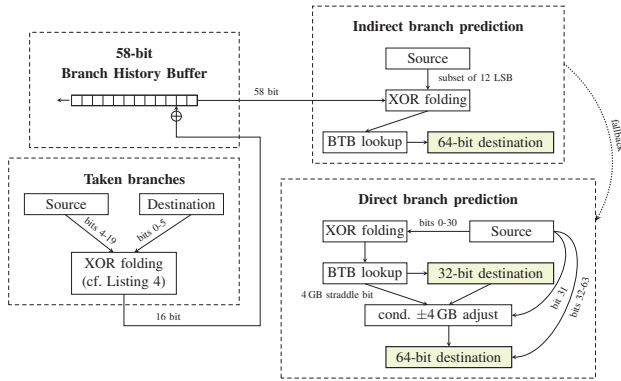 58-bit
Branch History Buffer
58 bit
Taken branches
Source
Destination
bits 4-19
bits 0-5
XOR folding
(cf. Listing 4)
16 bit
Indirect branch prediction
Source
subset of 12 LSB
XOR folding
BTB lookup
64-bit destination
fallback
Direct branch prediction
XOR folding
bits 0-30
Source
BTB lookup
32-bit destination
4 GB straddle bit
bit 31
bits 32-63
cond. ±4 GB adjust
64-bit destination